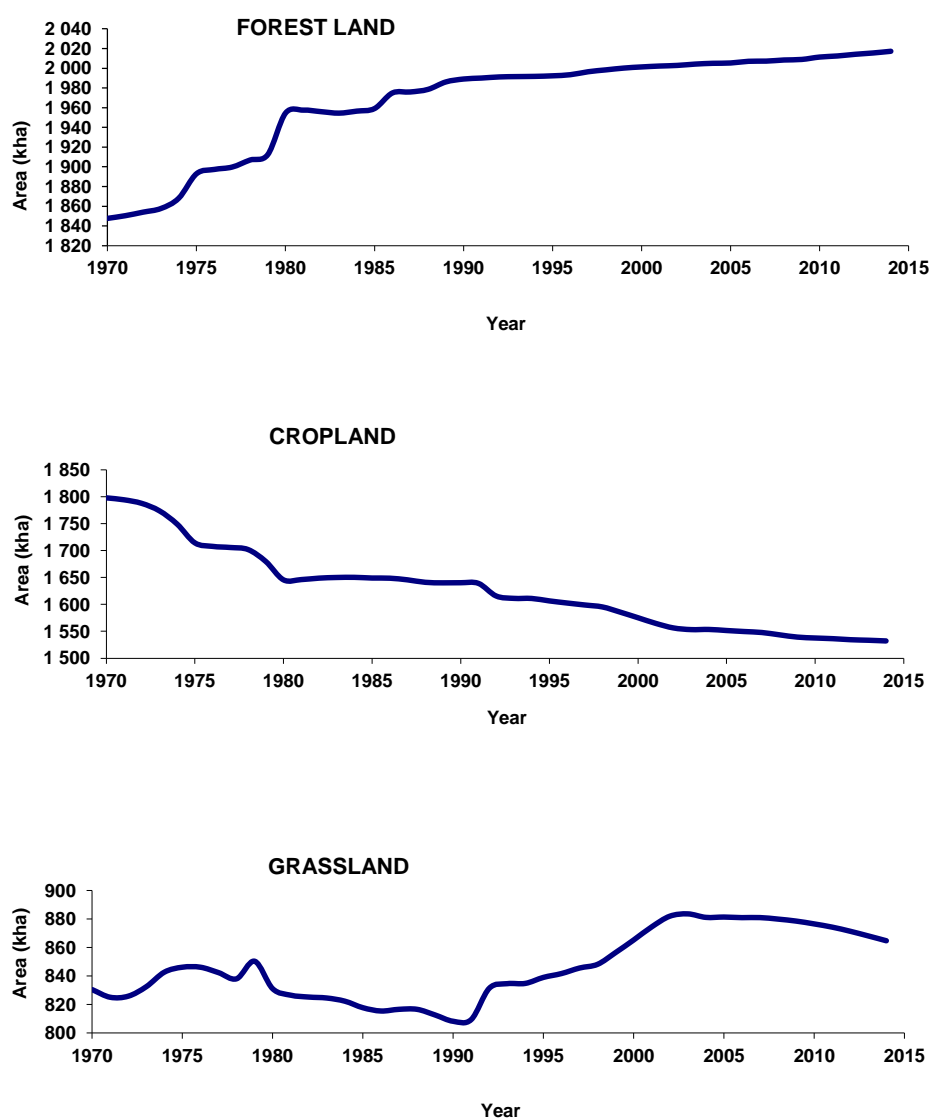 FOREST LAND
Area (kha)
2 040
2 020
2 000
1 980
1 960
1 940
1 920
1 900
1 880
1 860
1 840
1 820
1970 1975 1980 1985 1990 1995 2000 2005 2010 2015
Year
CROPLAND
Area (kha)
1 850
1 800
1 750
1 700
1 650
1 600
1 550
1 500
1970 1975 1980 1985 1990 1995 2000 2005 2010 2015
Year
GRASSLAND
Area (kha)
900
880
860
840
820
800
1970 1975 1980 1985 1990 1995 2000 2005 2010 2015
Year